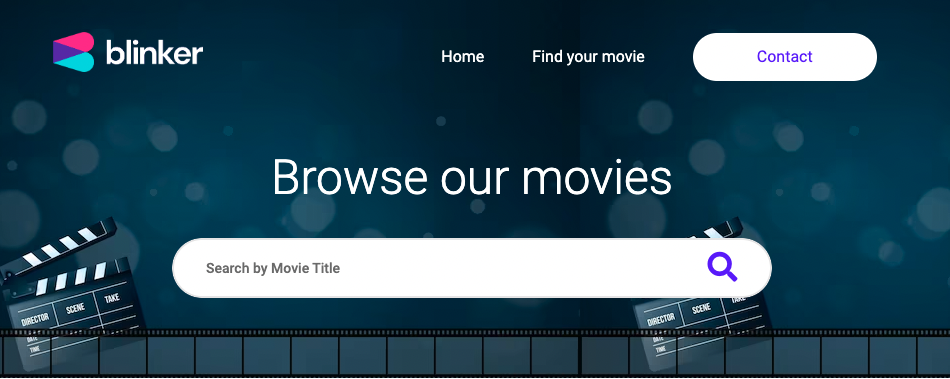 blinker
Home
Find your movie
Contact
Browse our movies
Search by Movie Title
DIRECTOR SCENE TAKE
DATE
TIME
DIRECTOR SCENE TAKE
DATE
TIME